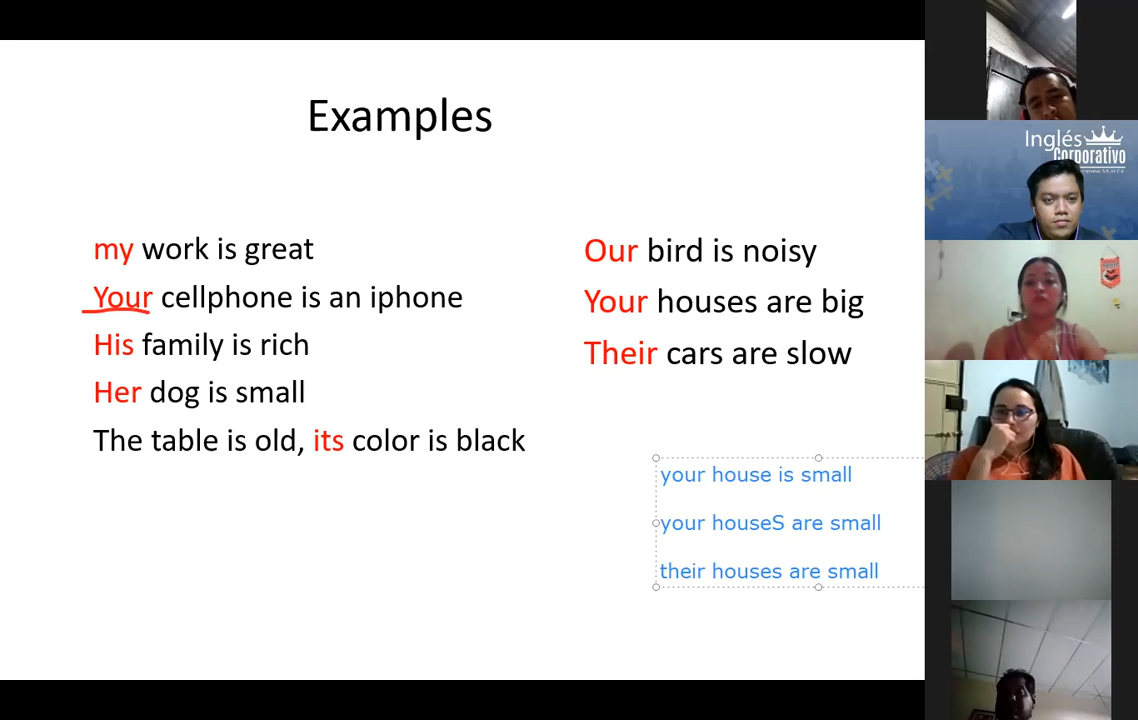 Examples
my work is great
Your cellphone is an iphone
His family is rich
Her dog is small
The table is old, its color is black
Our bird is noisy
Your houses are big
Their cars are slow
your house is small
your houseS are small
their houses are small
Inglés
Corporativo